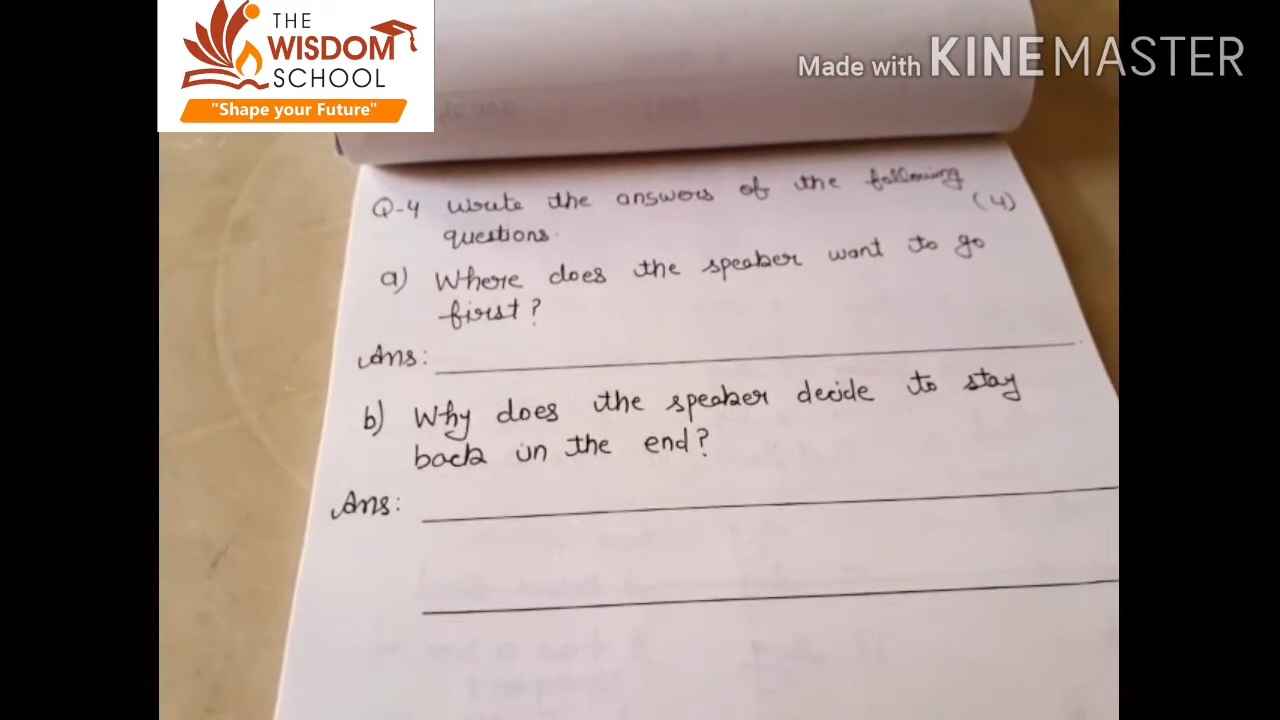 THE
WISDOM
SCHOOL
"Shape your Future"
Made with KINEMASTER
Q-4 Write the answers of the following
questions. (4)
a) Where does the speaker want to go
first?
Ans:
b) Why does the speaker decide to stay
back in the end?
Ans: